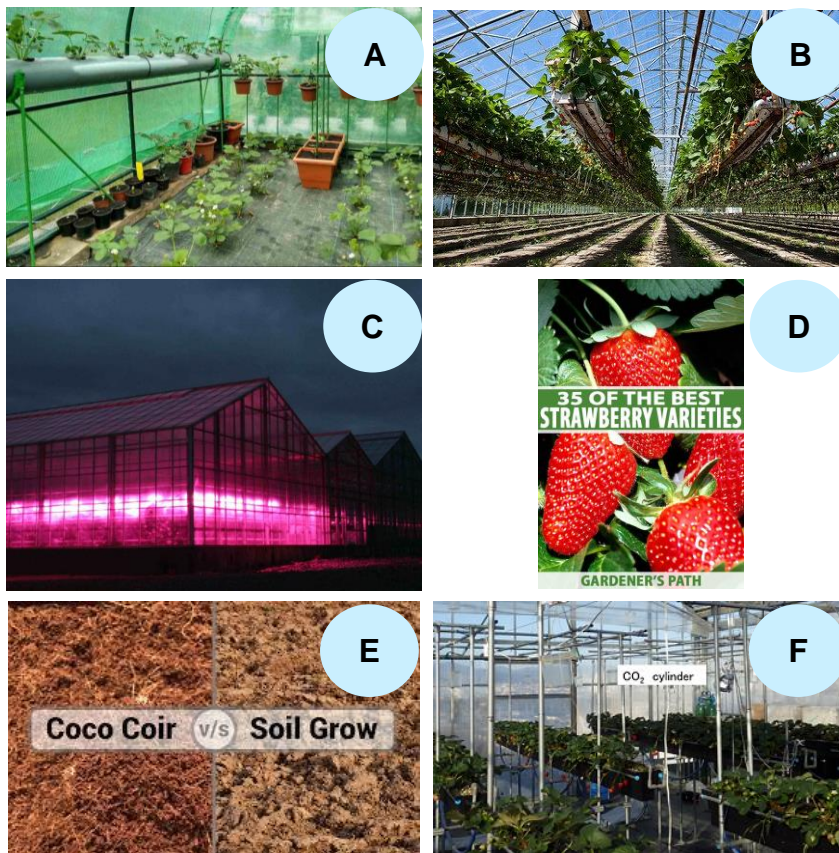 A
B
C
D
35 OF THE BEST
STRAWBERRY VARIETIES
GARDENER'S PATH
E
Coco Coir v/s Soil Grow
F
CO₂ cylinder